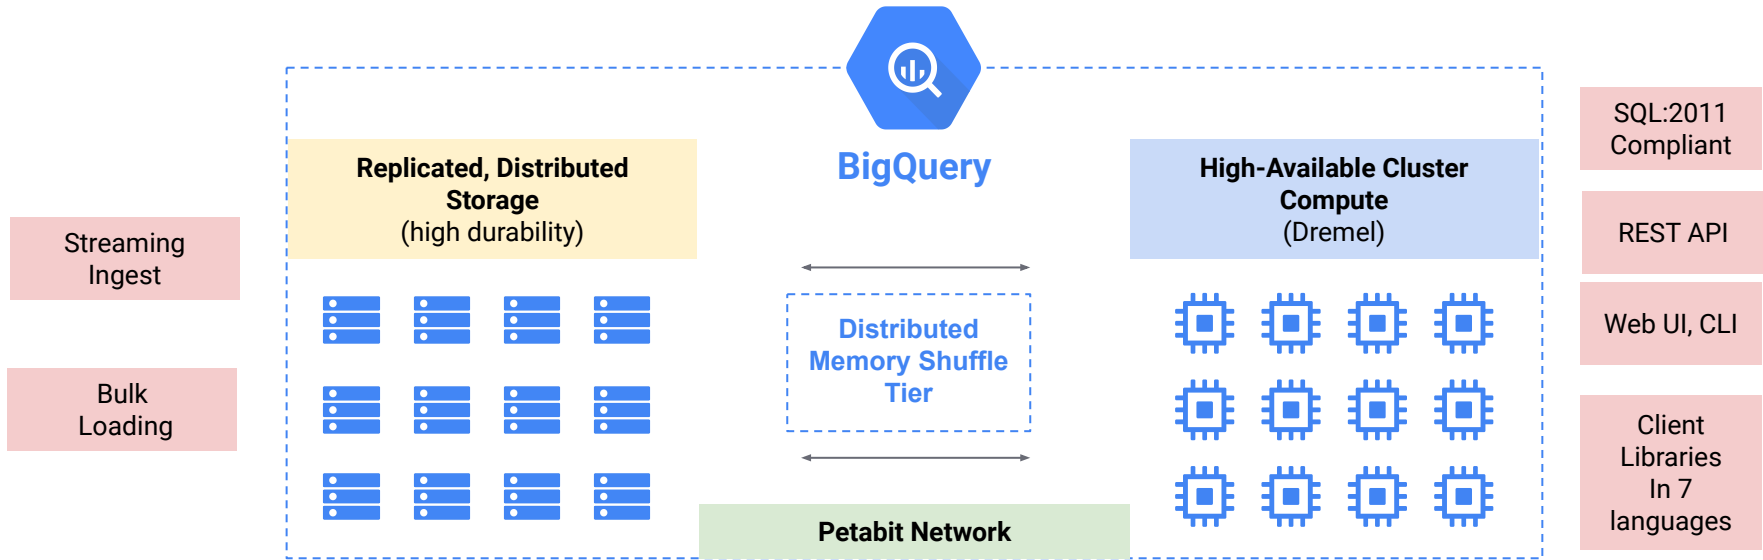 BigQuery
Streaming
Ingest
Bulk
Loading
Replicated, Distributed
Storage
(high durability)
Distributed
Memory Shuffle
Tier
Petabit Network
High-Available Cluster
Compute
(Dremel)
SQL:2011
Compliant
REST API
Web UI, CLI
Client
Libraries
In 7
languages